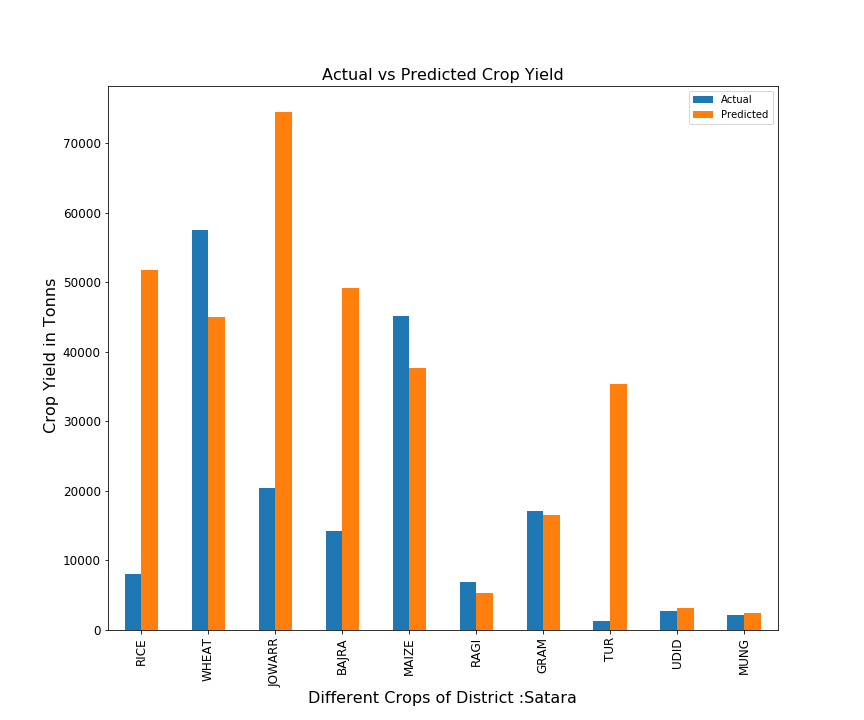 Actual vs Predicted Crop Yield
Actual
Predicted
Crop Yield in Tonns
70000
60000
50000
40000
30000
20000
10000
0
RICE
WHEAT
JOWARR
BAJRA
MAIZE
RAGI
GRAM
TUR
UDID
MUNG
Different Crops of District :Satara